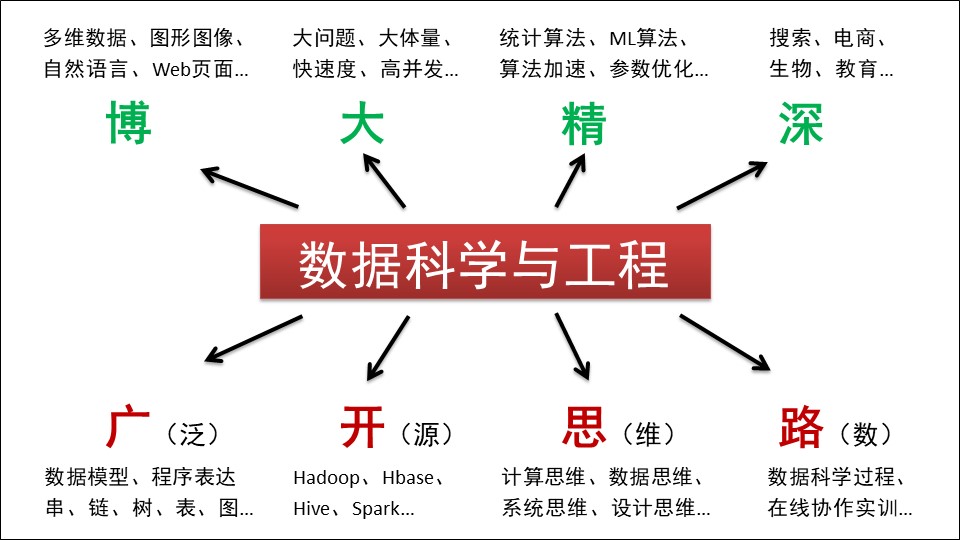 多维数据、图形图像、
自然语言、Web页面…
大问题、大体量、
快速度、高并发…
统计算法、ML算法、
算法加速、参数优化…
搜索、电商、
生物、教育…
博
大
精
深
数据科学与工程
广（泛）
开（源）
思（维）
路（数）
数据模型、程序表达
串、链、树、表、图…
Hadoop、Hbase、
Hive、Spark…
计算思维、数据思维、
系统思维、设计思维…
数据科学过程、
在线协作实训…